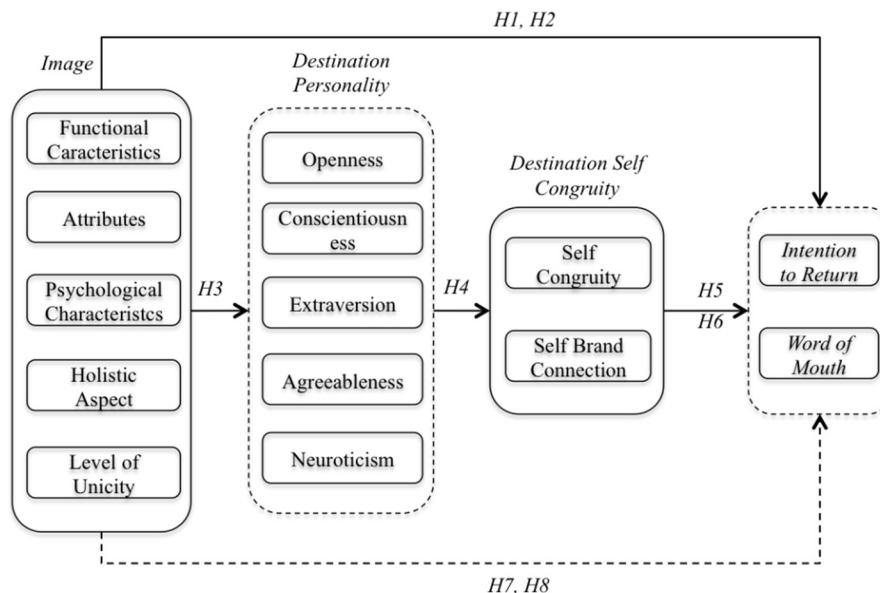 H1, H2
Image
Functional
Caracteristics
Attributes
Psychological
Characteristcs
Holistic
Aspect
Level of
Unicity
H3
Destination
Personality
Openness
Conscientiousn
ess
Extraversion
Agreeableness
Neuroticism
H4
Destination Self
Congruity
Self
Congruity
Self Brand
Connection
H5
H6
Intention
to Return
Word of
Mouth
H7, H8